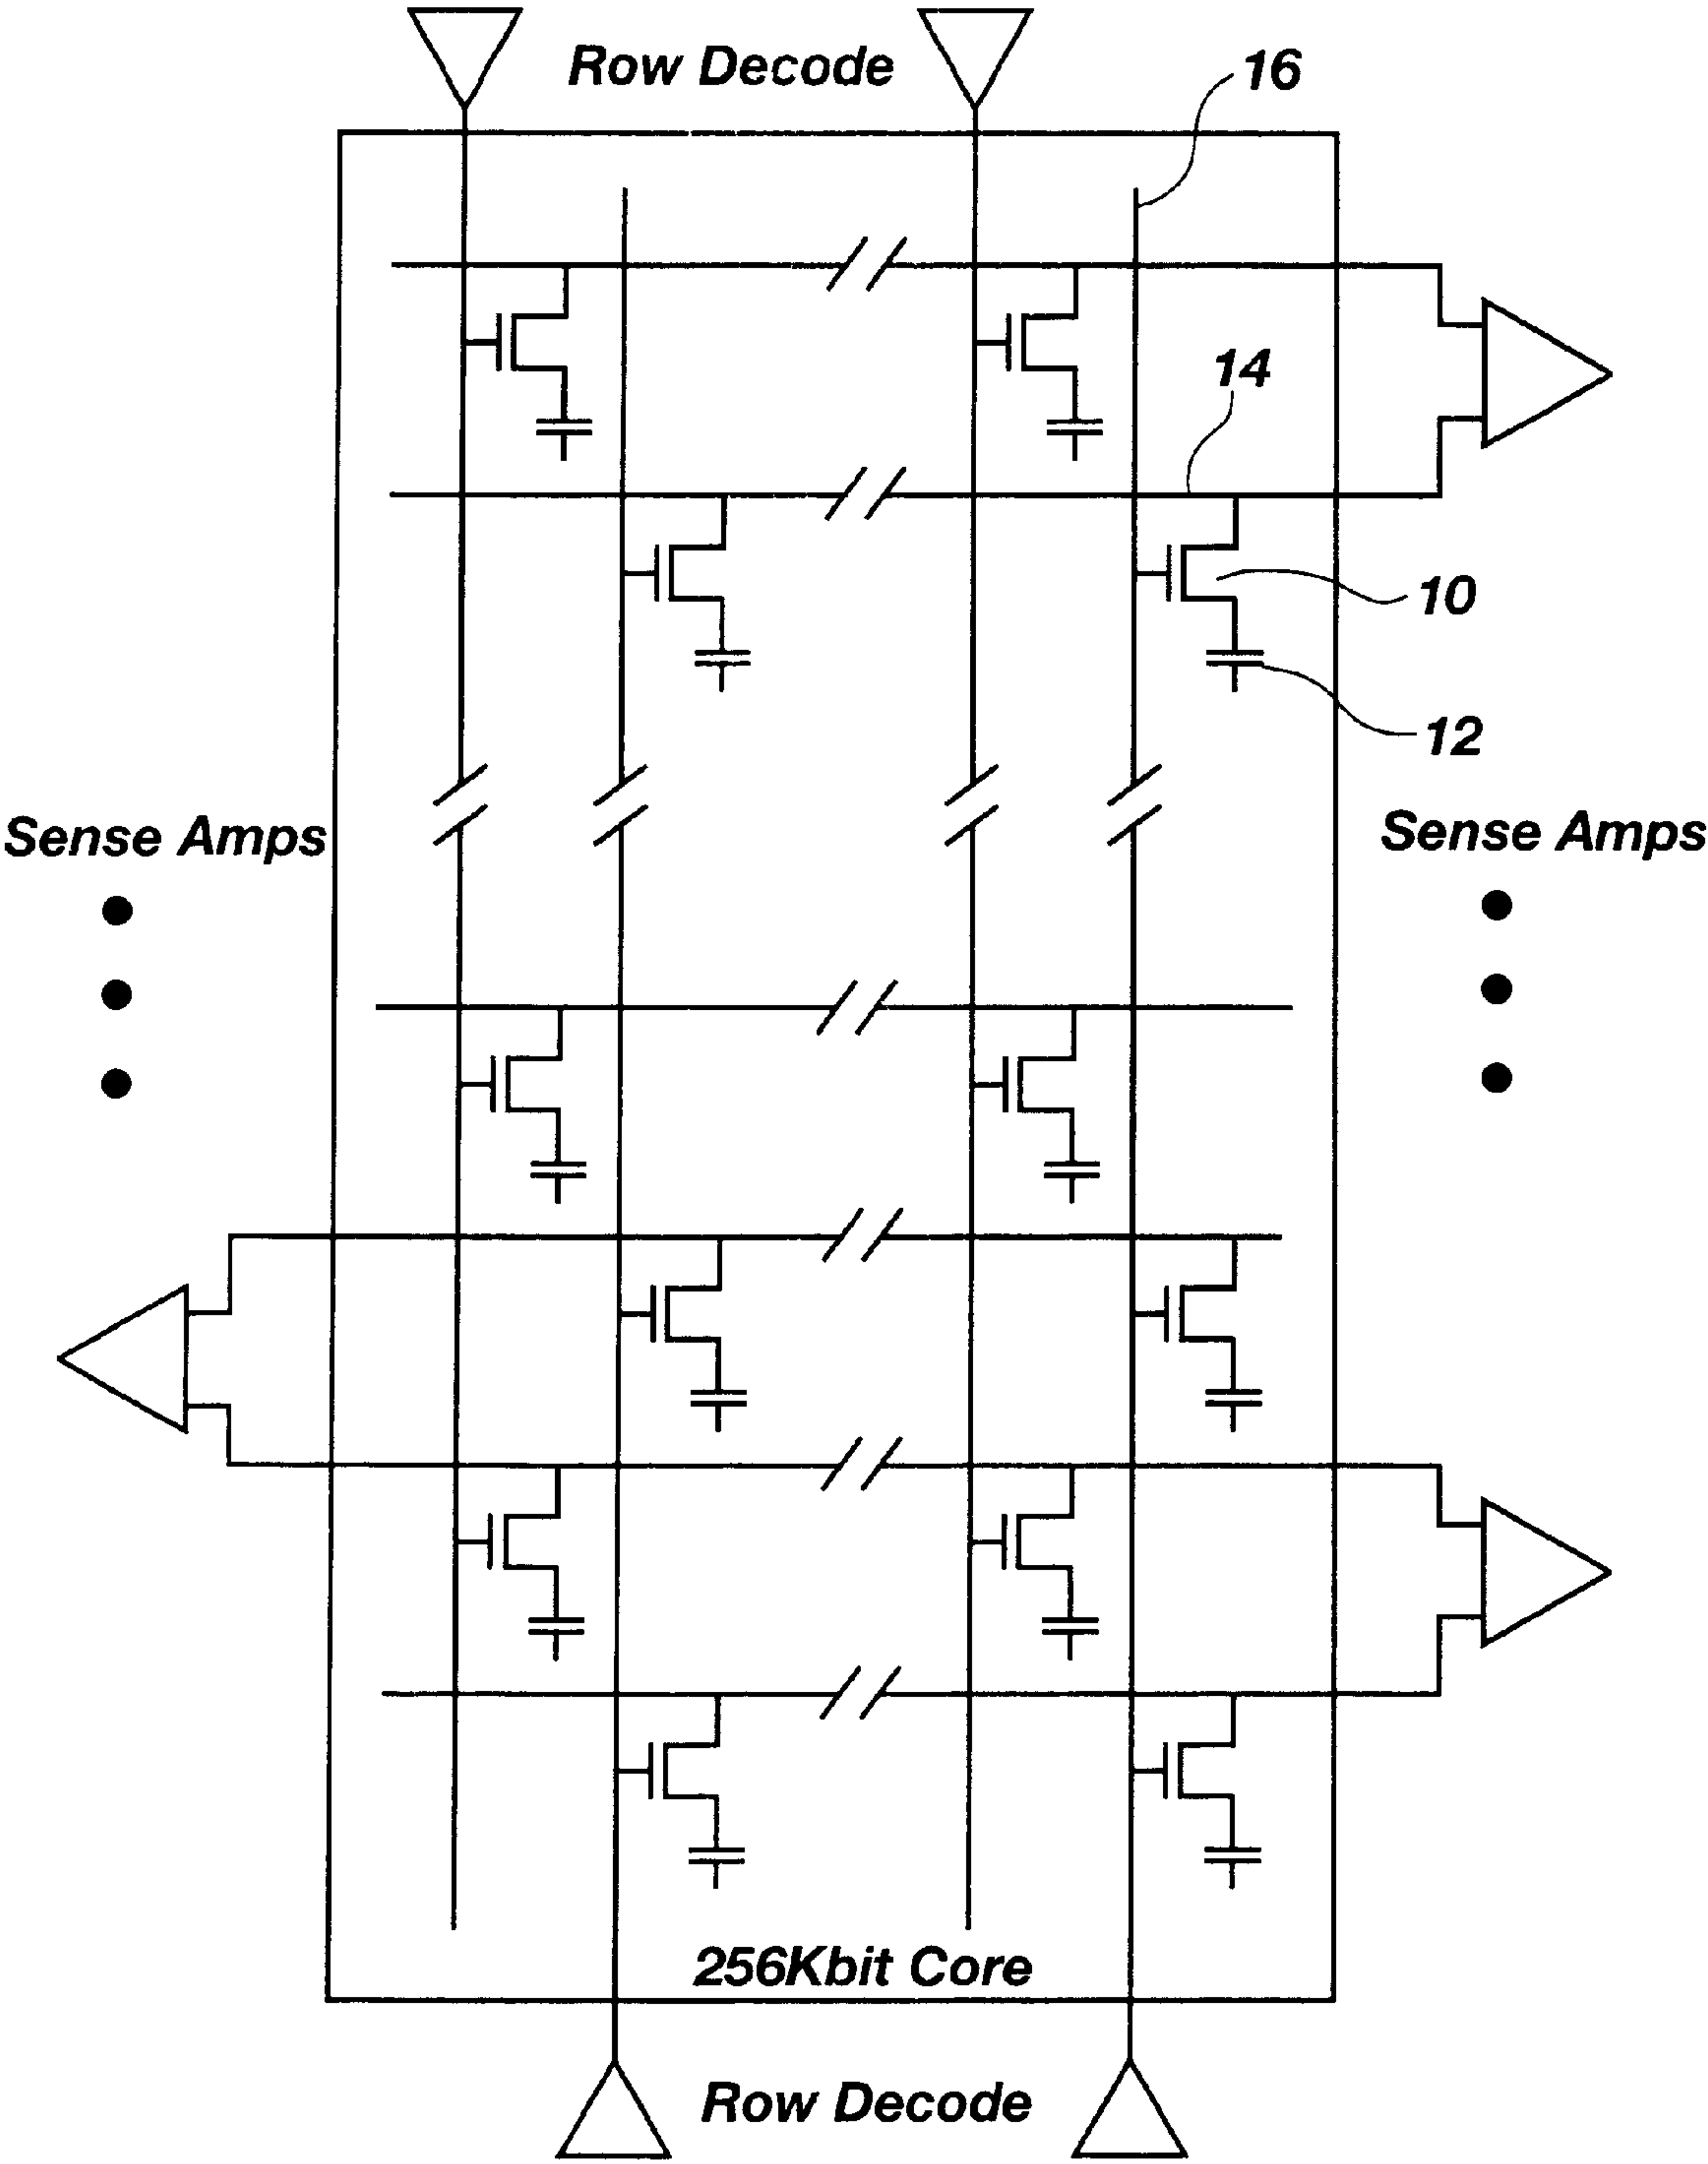 Row Decode
16
14
10
12
Sense Amps
Sense Amps
256Kbit Core
Row Decode